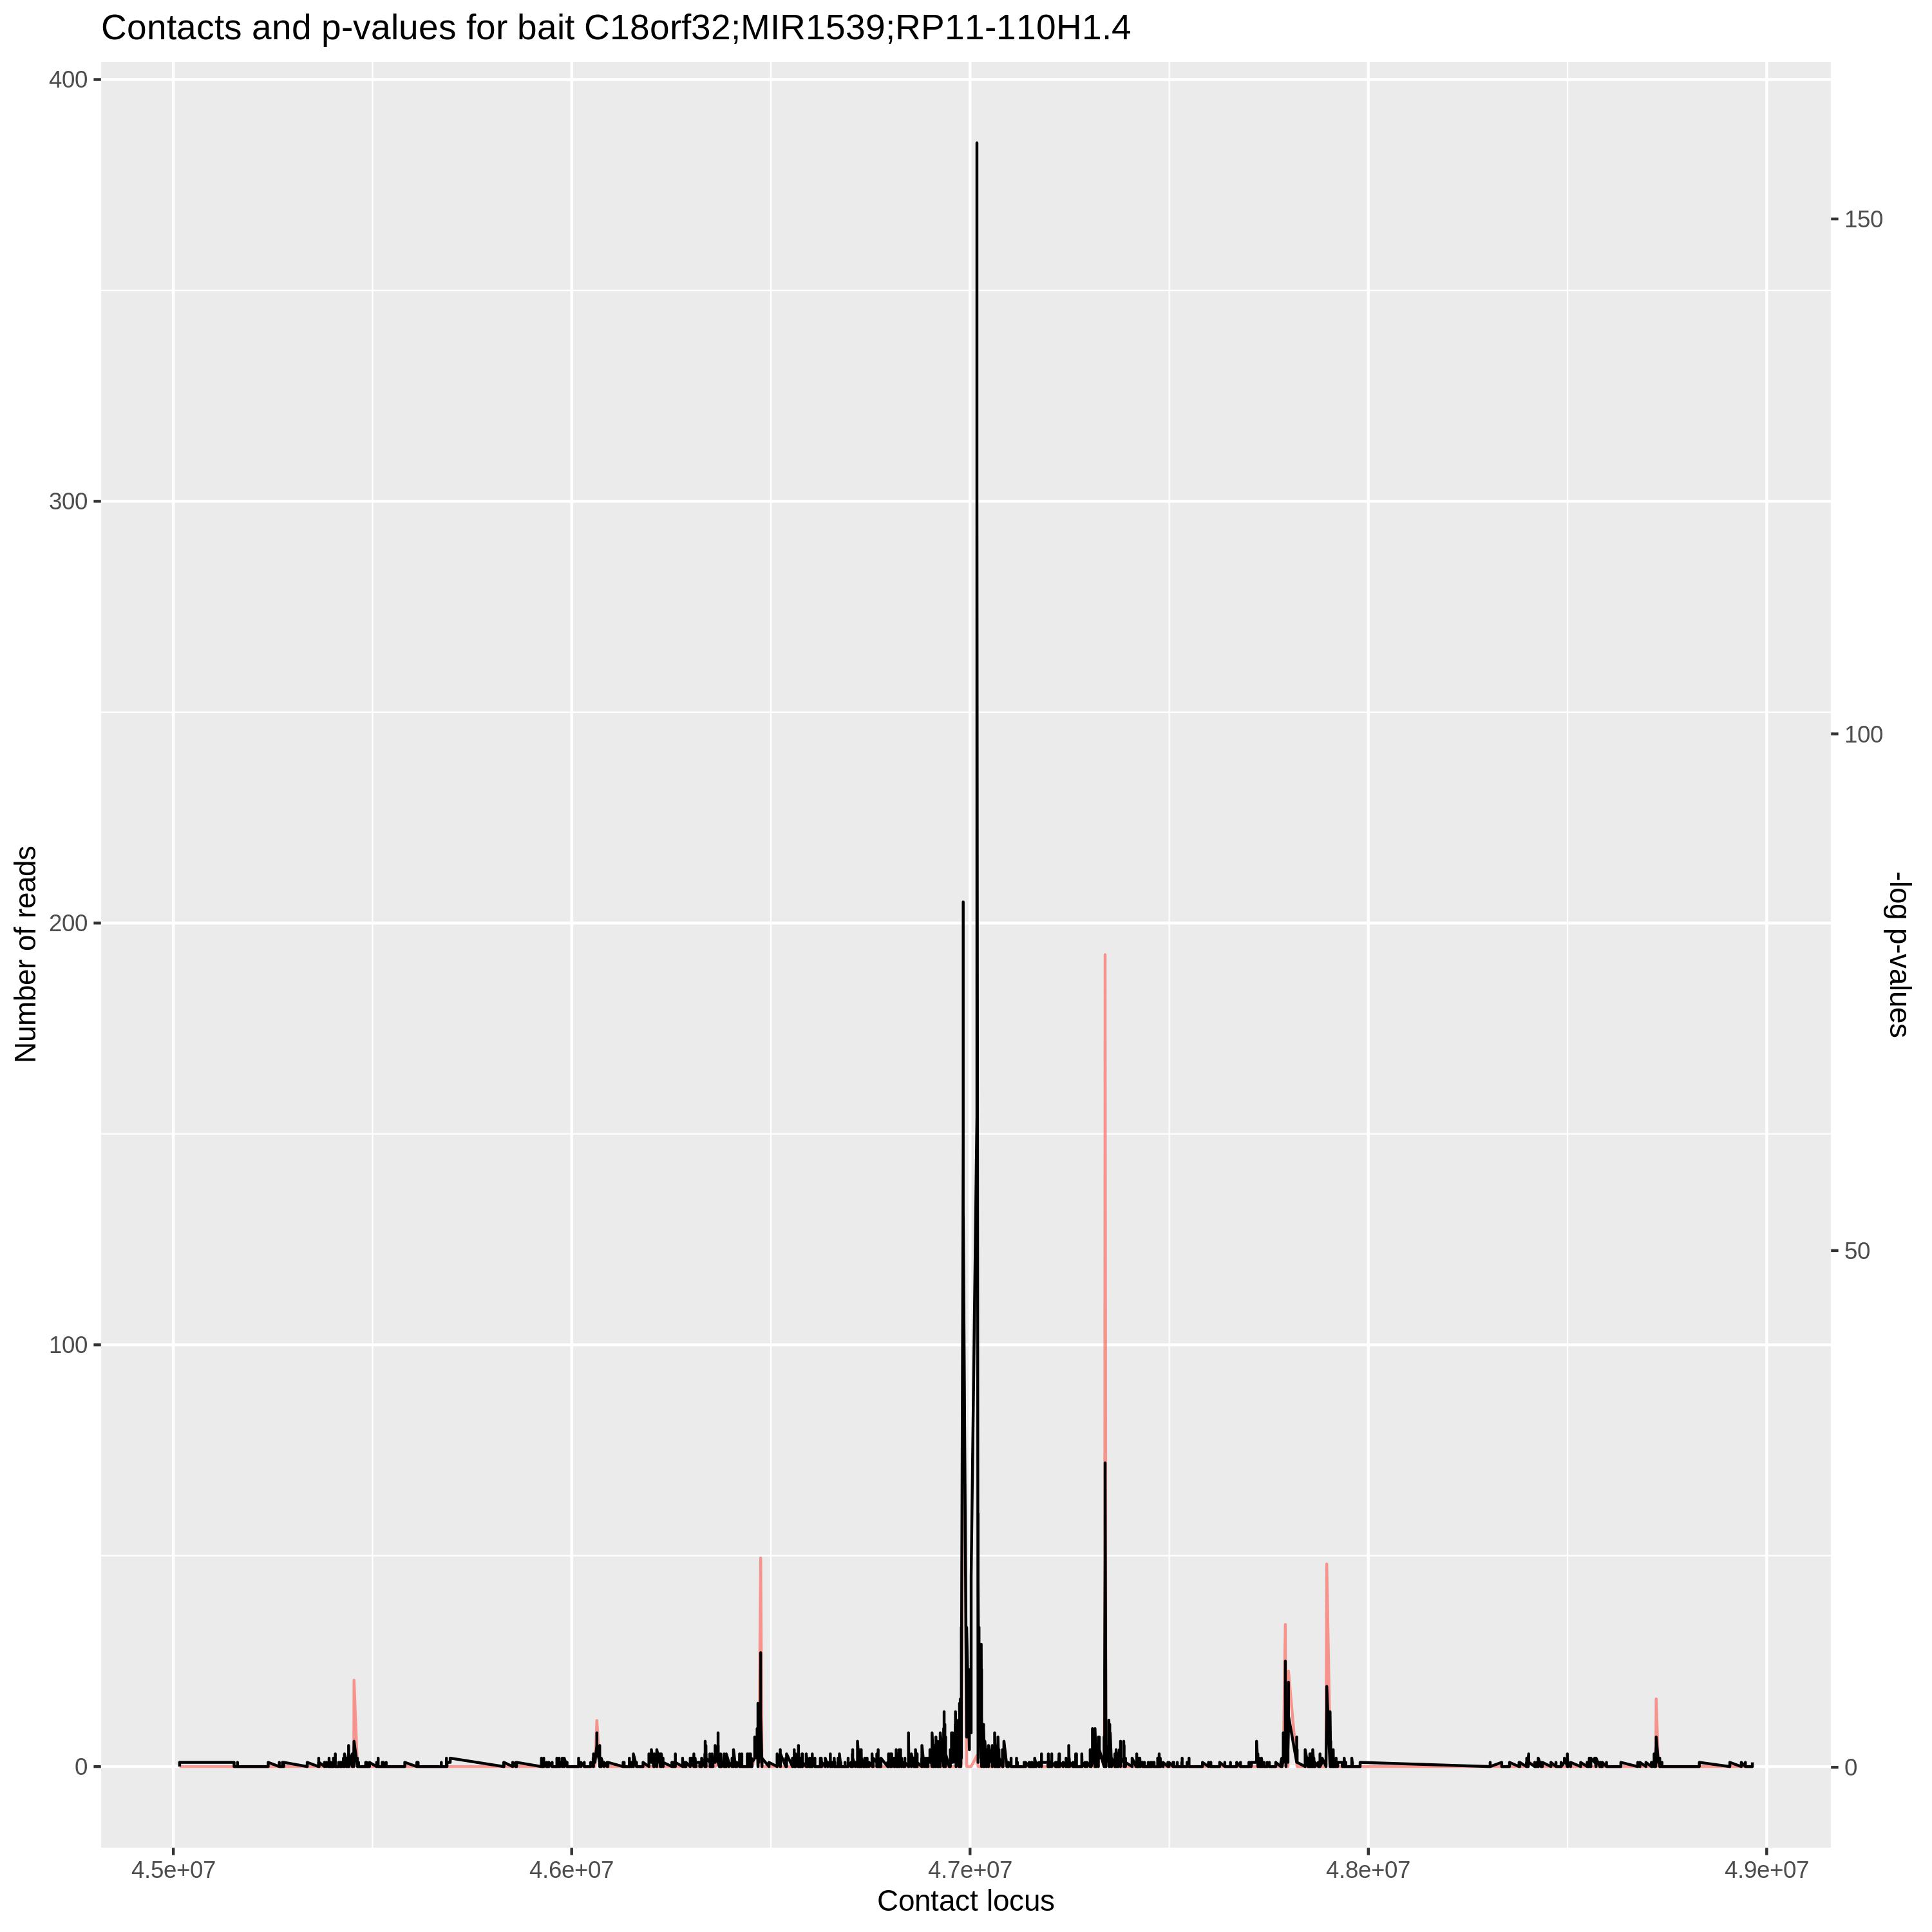 Contacts and p-values for bait C18orf32;MIR1539;RP11-110H1.4
400
300
200
100
0
Number of reads
150
100
50
0
-log p-values
4.5e+07
4.6e+07
4.7e+07
4.8e+07
4.9e+07
Contact locus